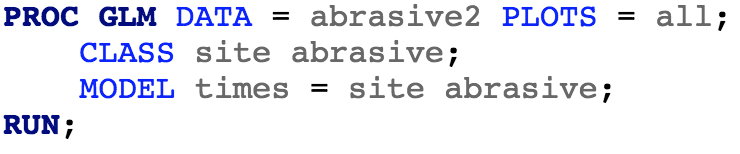 PROC GLM DATA = abrasive2 PLOTS = all;
CLASS site abrasive;
MODEL times = site abrasive;
RUN;